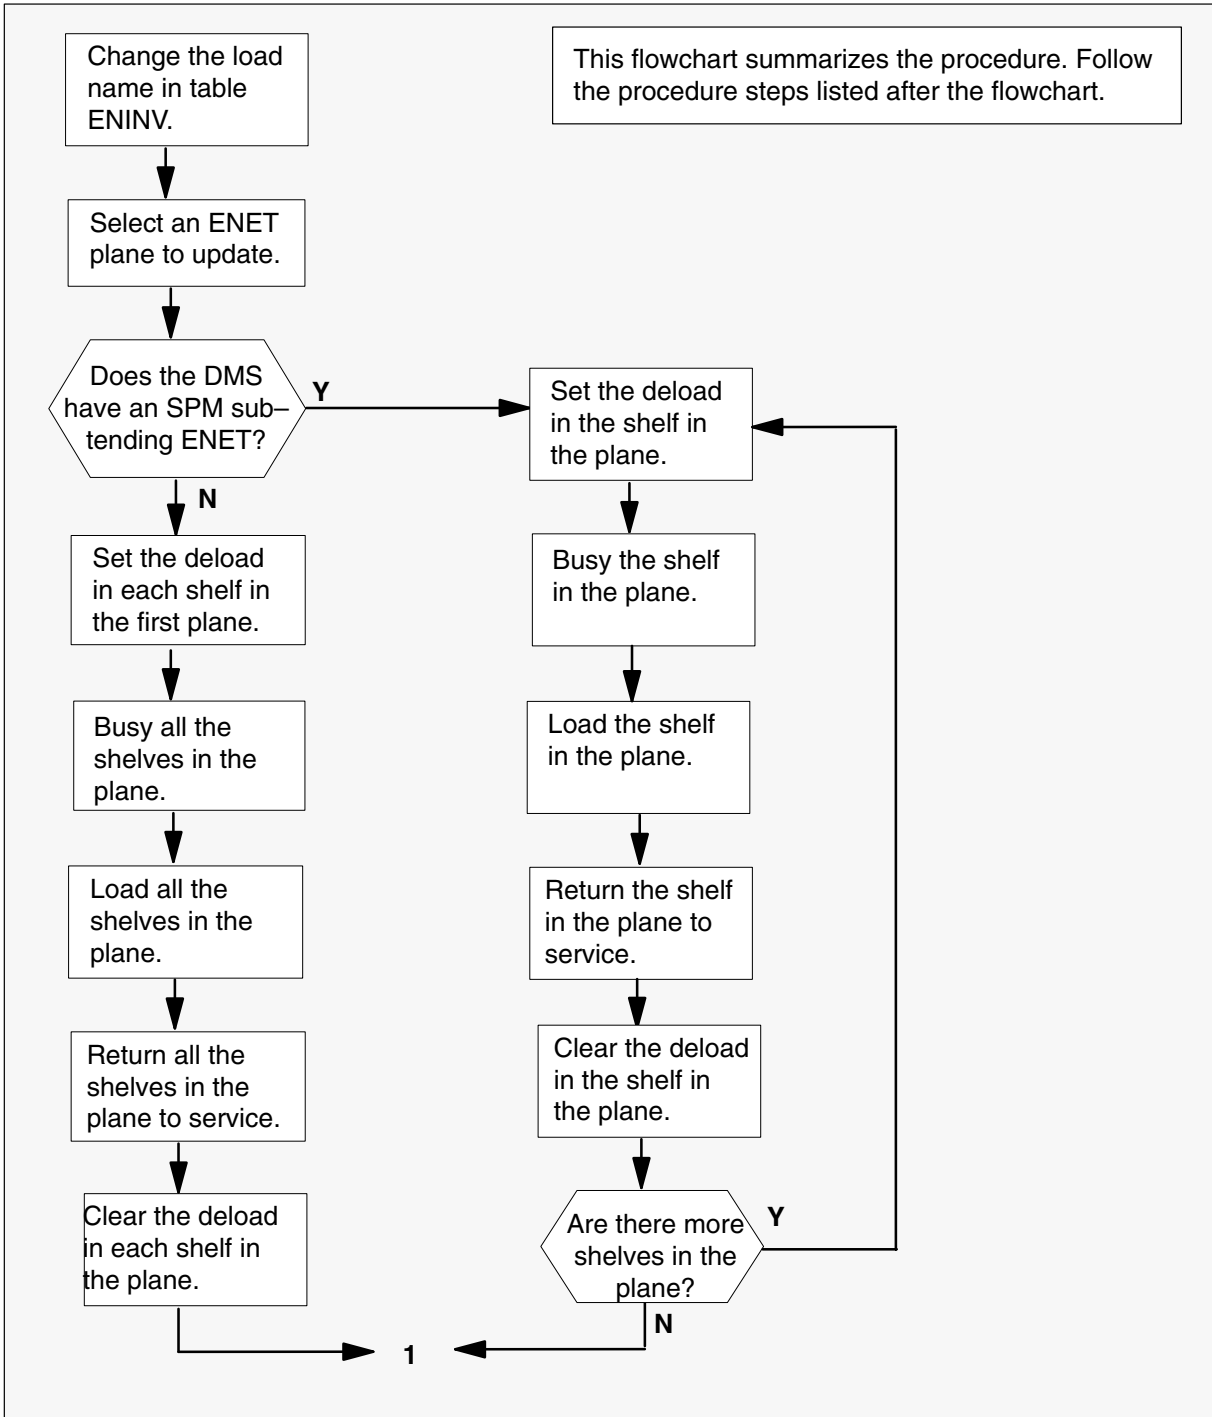 Change the load
name in table
ENINV.
This flowchart summarizes the procedure. Follow
the procedure steps listed after the flowchart.
Select an ENET
plane to update.
Does the DMS
have an SPM sub–
tending ENET?
Y
N
Set the deload
in each shelf in
the first plane.
Busy all the
shelves in the
plane.
Load all the
shelves in the
plane.
Return all the
shelves in the
plane to service.
Clear the deload
in each shelf in
the plane.
Set the deload
in the shelf in
the plane.
Busy the shelf
in the plane.
Load the shelf
in the plane.
Return the shelf
in the plane to
service.
Clear the deload
in the shelf in
the plane.
Are there more
shelves in the
plane?
Y
N
1